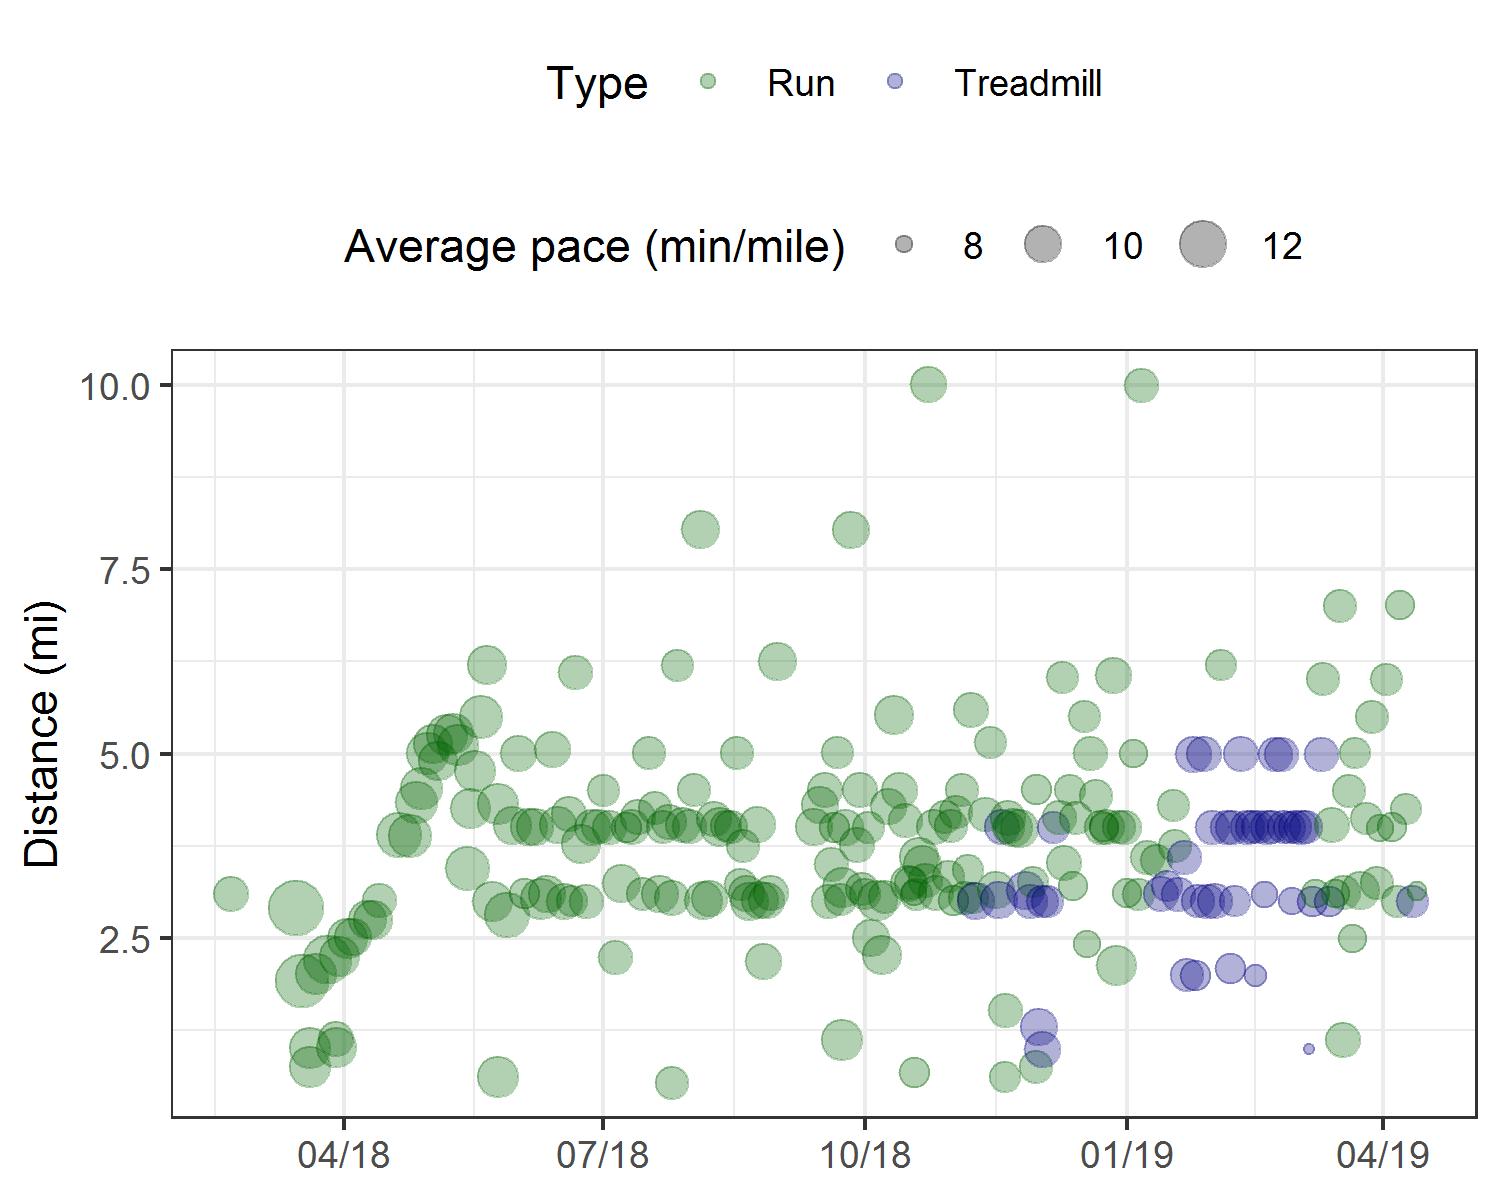 Type Run Treadmill
Average pace (min/mile) 8 10 12
10.0
7.5
5.0
2.5
Distance (mi)
04/18 07/18 10/18 01/19 04/19